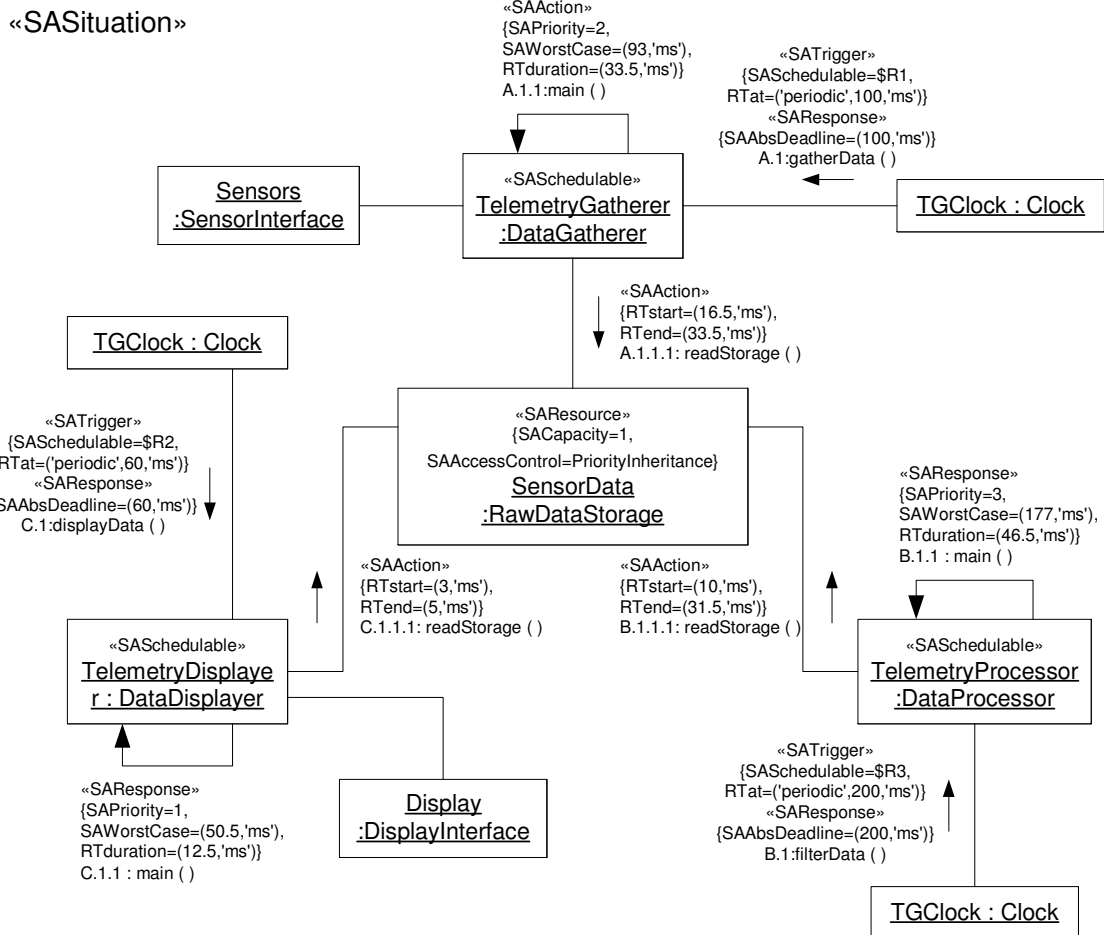 «SASituation»
«SAAction»
{SAPriority=2,
SAWorstCase=(93,'ms'),
RTduration=(33.5,'ms')}
A.1.1:main ( )
«SATrigger»
{SASchedulable=$R1,
RTat=('periodic',100,'ms')}
«SAResponse»
{SAAbsDeadline=(100,'ms')}
A.1:gatherData ( )
Sensors
:SensorInterface
«SASchedulable»
TelemetryGatherer
:DataGatherer
TGClock : Clock
«SAAction»
{RTstart=(16.5,'ms'),
RTend=(33.5,'ms')}
A.1.1.1: readStorage ( )
TGClock : Clock
«SATrigger»
{SASchedulable=$R2,
RTat=('periodic',60,'ms')}
«SAResponse»
SAAbsDeadline=(60,'ms')}
C.1:displayData ( )
«SAResource»
{SACapacity=1,
SAAccessControl=PriorityInheritance}
SensorData
:RawDataStorage
«SAResponse»
{SAPriority=3,
SAWorstCase=(177,'ms'),
RTduration=(46.5,'ms')}
B.1.1 : main ( )
«SAAction»
{RTstart=(3,'ms'),
RTend=(5,'ms')}
C.1.1.1: readStorage ( )
«SAAction»
{RTstart=(10,'ms'),
RTend=(31.5,'ms')}
B.1.1.1: readStorage ( )
«SASchedulable»
TelemetryDisplaye
r : DataDisplayer
«SASchedulable»
TelemetryProcessor
:DataProcessor
«SAResponse»
{SAPriority=1,
SAWorstCase=(50.5,'ms'),
RTduration=(12.5,'ms')}
C.1.1 : main ( )
Display
:DisplayInterface
«SATrigger»
{SASchedulable=$R3,
RTat=('periodic',200,'ms')}
«SAResponse»
{SAAbsDeadline=(200,'ms')}
B.1:filterData ( )
TGClock : Clock